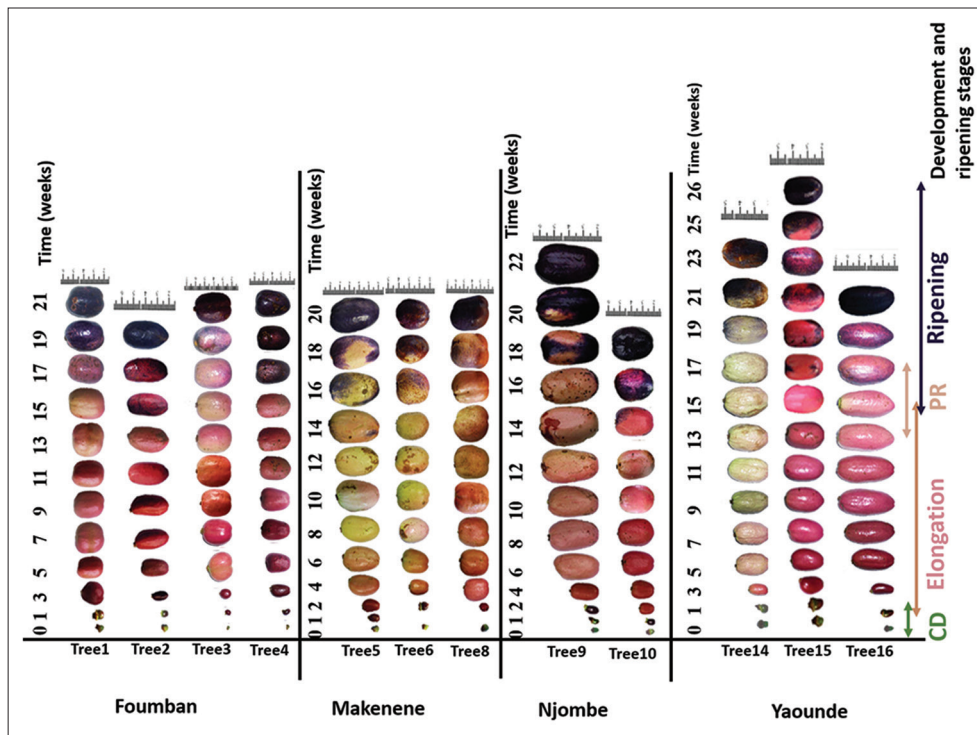 Development and
ripening stages
Time (weeks)
21
19
17
15
13
11
9
7
5
3
1
0
Tree1
Tree2
Tree3
Tree4
Foumban
Time (weeks)
20
18
16
14
12
10
8
6
4
2
1
0
Tree5
Tree6
Tree8
Makenene
Time (weeks)
22
20
18
16
14
12
10
8
6
4
2
1
0
Tree9
Tree10
Njombe
Time (weeks)
26
25
23
21
19
17
15
13
11
9
7
5
3
1
0
Tree14
Tree15
Tree16
Yaounde
Ripening
PR
Elongation
CD